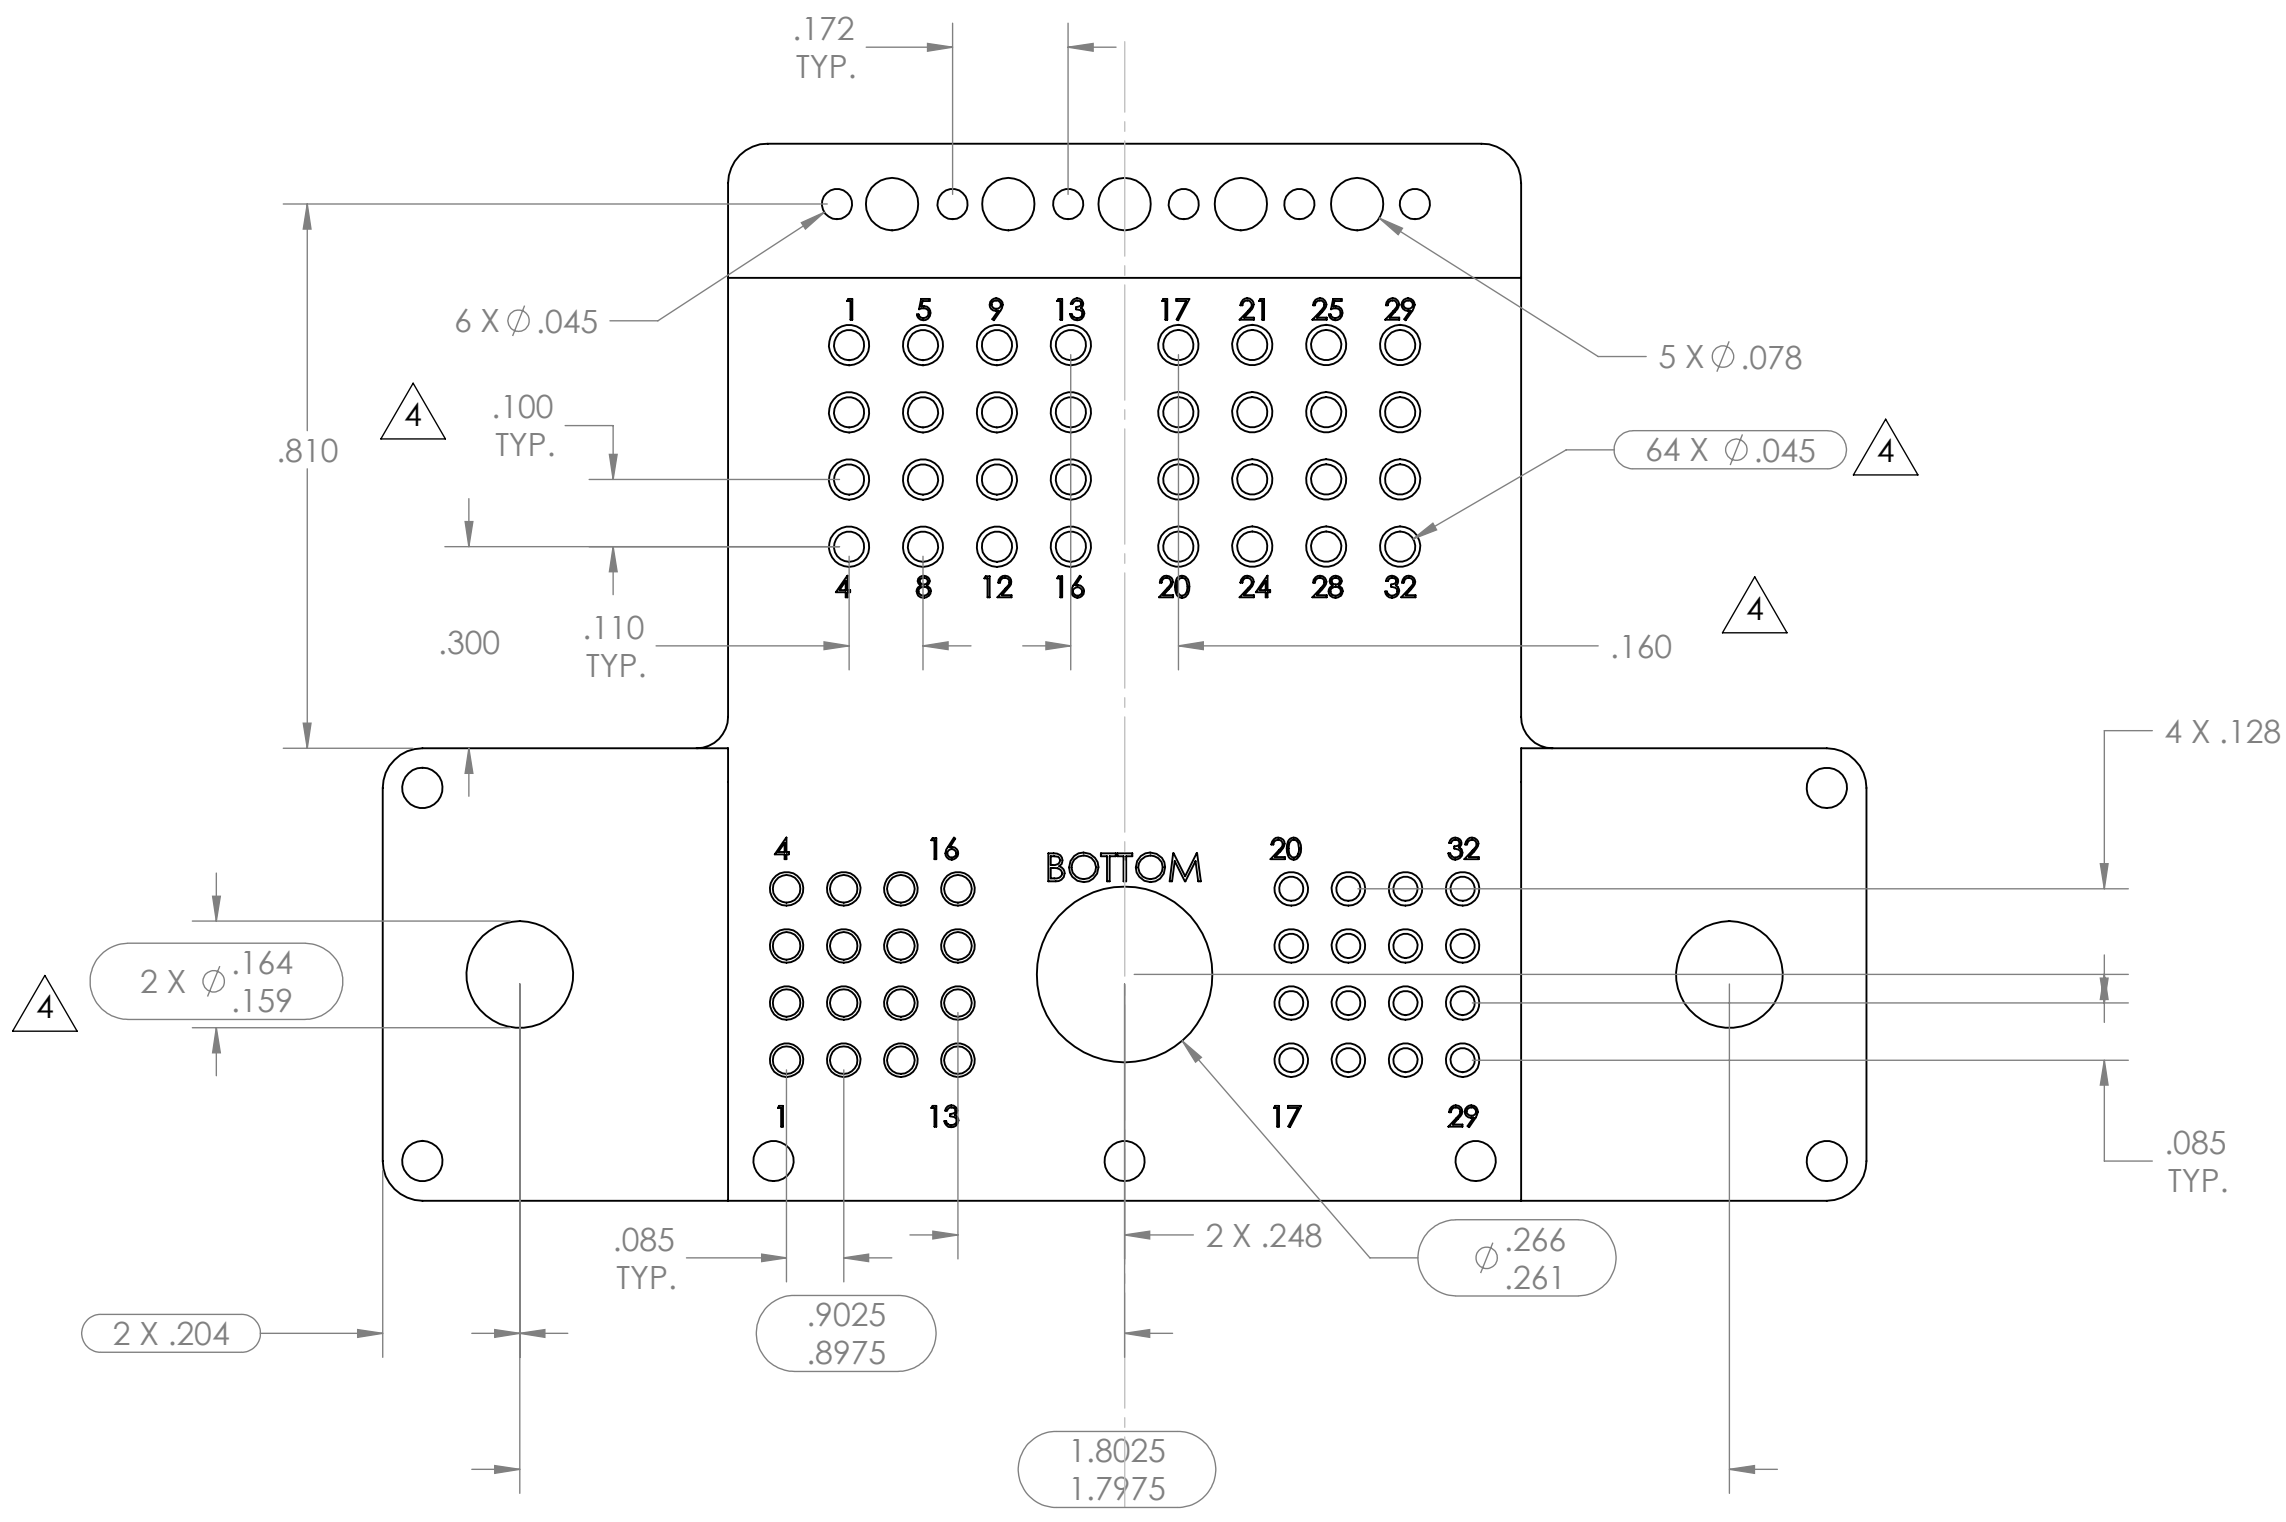 .172
TYP.
6 X ∅ .045
1 5 9 13 17 21 25 29
5 X ∅ .078
4
.100
TYP.
.810
64 X ∅ .045
4
4 8 12 16 20 24 28 32
4
.300
.110
TYP.
.160
4 X .128
4 16 BOTTOM 20 32
2 X ∅ .164
.159
4
1 13 17 29
.085
TYP.
.085
TYP.
2 X .248
∅ .266
.261
2 X .204
.9025
.8975
1.8025
1.7975